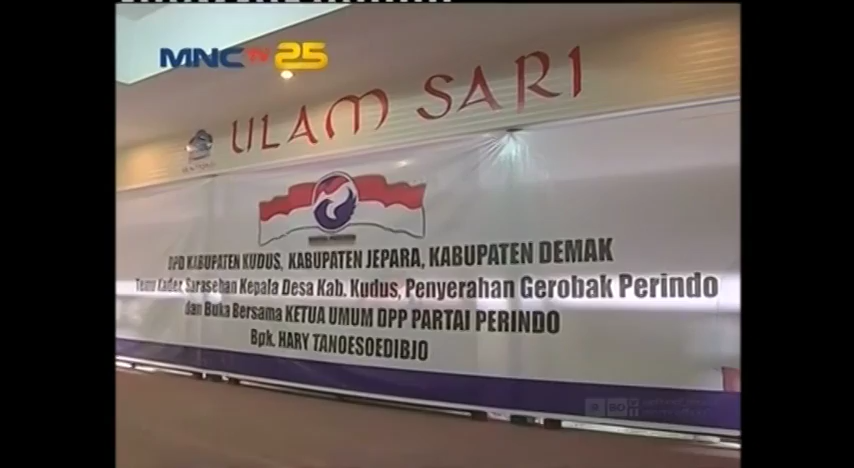 MNC TV 25
ULAM SARI
DPD KABUPATEN KUDUS, KABUPATEN JEPARA, KABUPATEN DEMAK
Temu Kader, Sarasehan Kepala Desa Kab. Kudus, Penyerahan Gerobak Perindo
dan Buka Bersama KETUA UMUM DPP PARTAI PERINDO
Bpk. HARY TANOESOEDIBJO